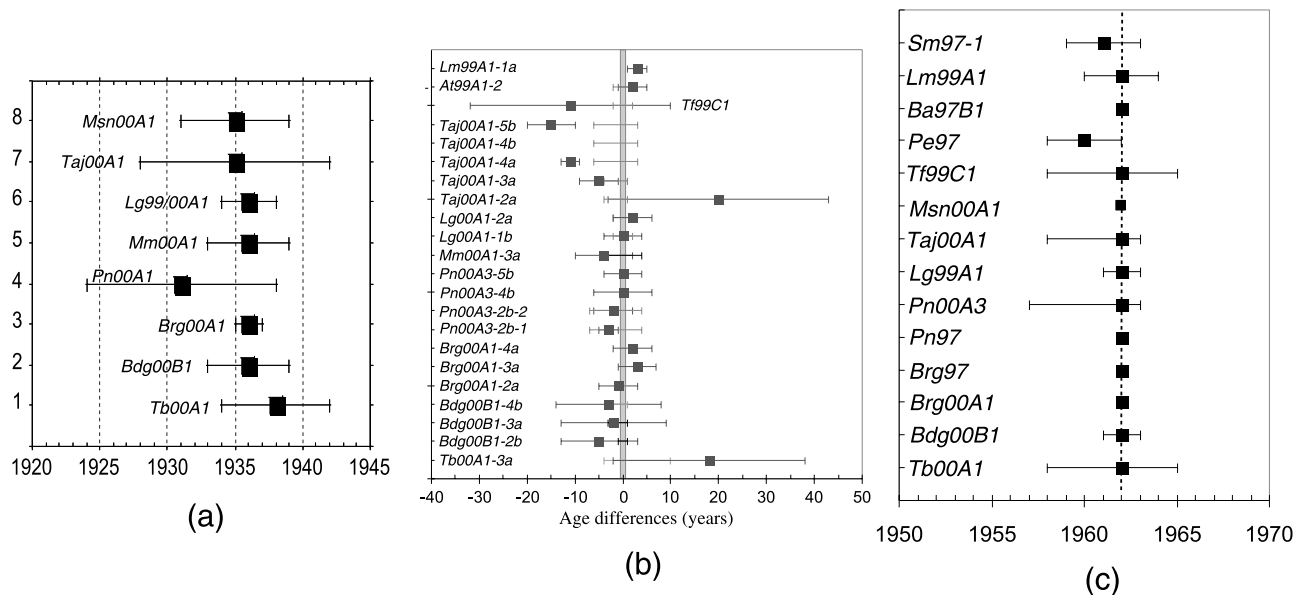 8
7
6
5
4
3
2
1
Msn00A1
Taj00A1
Lg99/00A1
Mm00A1
Pn00A1
Brg00A1
Bdg00B1
Tb00A1
1920 1925 1930 1935 1940 1945
(a)
Lm99A1-1a
At99A1-2
Tf99C1
Taj00A1-5b
Taj00A1-4b
Taj00A1-4a
Taj00A1-3a
Taj00A1-2a
Lg00A1-2a
Lg00A1-1b
Mm00A1-3a
Pn00A3-5b
Pn00A3-4b
Pn00A3-2b-2
Pn00A3-2b-1
Brg00A1-4a
Brg00A1-3a
Brg00A1-2a
Bdg00B1-4b
Bdg00B1-3a
Bdg00B1-2b
Tb00A1-3a
-40 -30 -20 -10 0 10 20 30 40 50
Age differences (years)
(b)
Sm97-1
Lm99A1
Ba97B1
Pe97
Tf99C1
Msn00A1
Taj00A1
Lg99A1
Pn00A3
Pn97
Brg97
Brg00A1
Bdg00B1
Tb00A1
1950 1955 1960 1965 1970
(c)